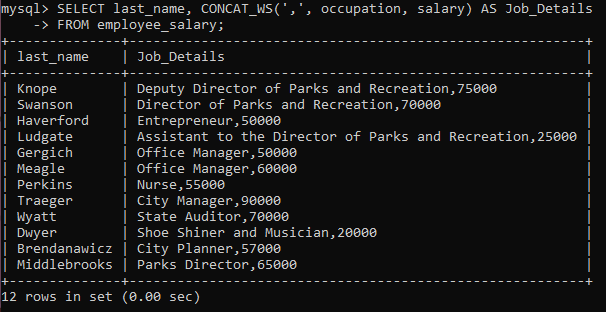 mysql> SELECT last_name, CONCAT_WS(',', occupation, salary) AS Job_Details
    -> FROM employee_salary;
+-------------+---------------------------------------------------------+
| last_name   | Job_Details                                             |
+-------------+---------------------------------------------------------+
| Knope       | Deputy Director of Parks and Recreation,75000           |
| Swanson     | Director of Parks and Recreation,70000                  |
| Haverford   | Entrepreneur,50000                                      |
| Ludgate     | Assistant to the Director of Parks and Recreation,25000 |
| Gergich     | Office Manager,50000                                    |
| Meagle      | Office Manager,60000                                    |
| Perkins     | Nurse,55000                                             |
| Traeger     | City Manager,90000                                      |
| Wyatt       | State Auditor,70000                                     |
| Dwyer       | Shoe Shiner and Musician,20000                          |
| Brendanawicz | City Planner,57000                                      |
| Middlebrooks | Parks Director,65000                                    |
+-------------+---------------------------------------------------------+
12 rows in set (0.00 sec)